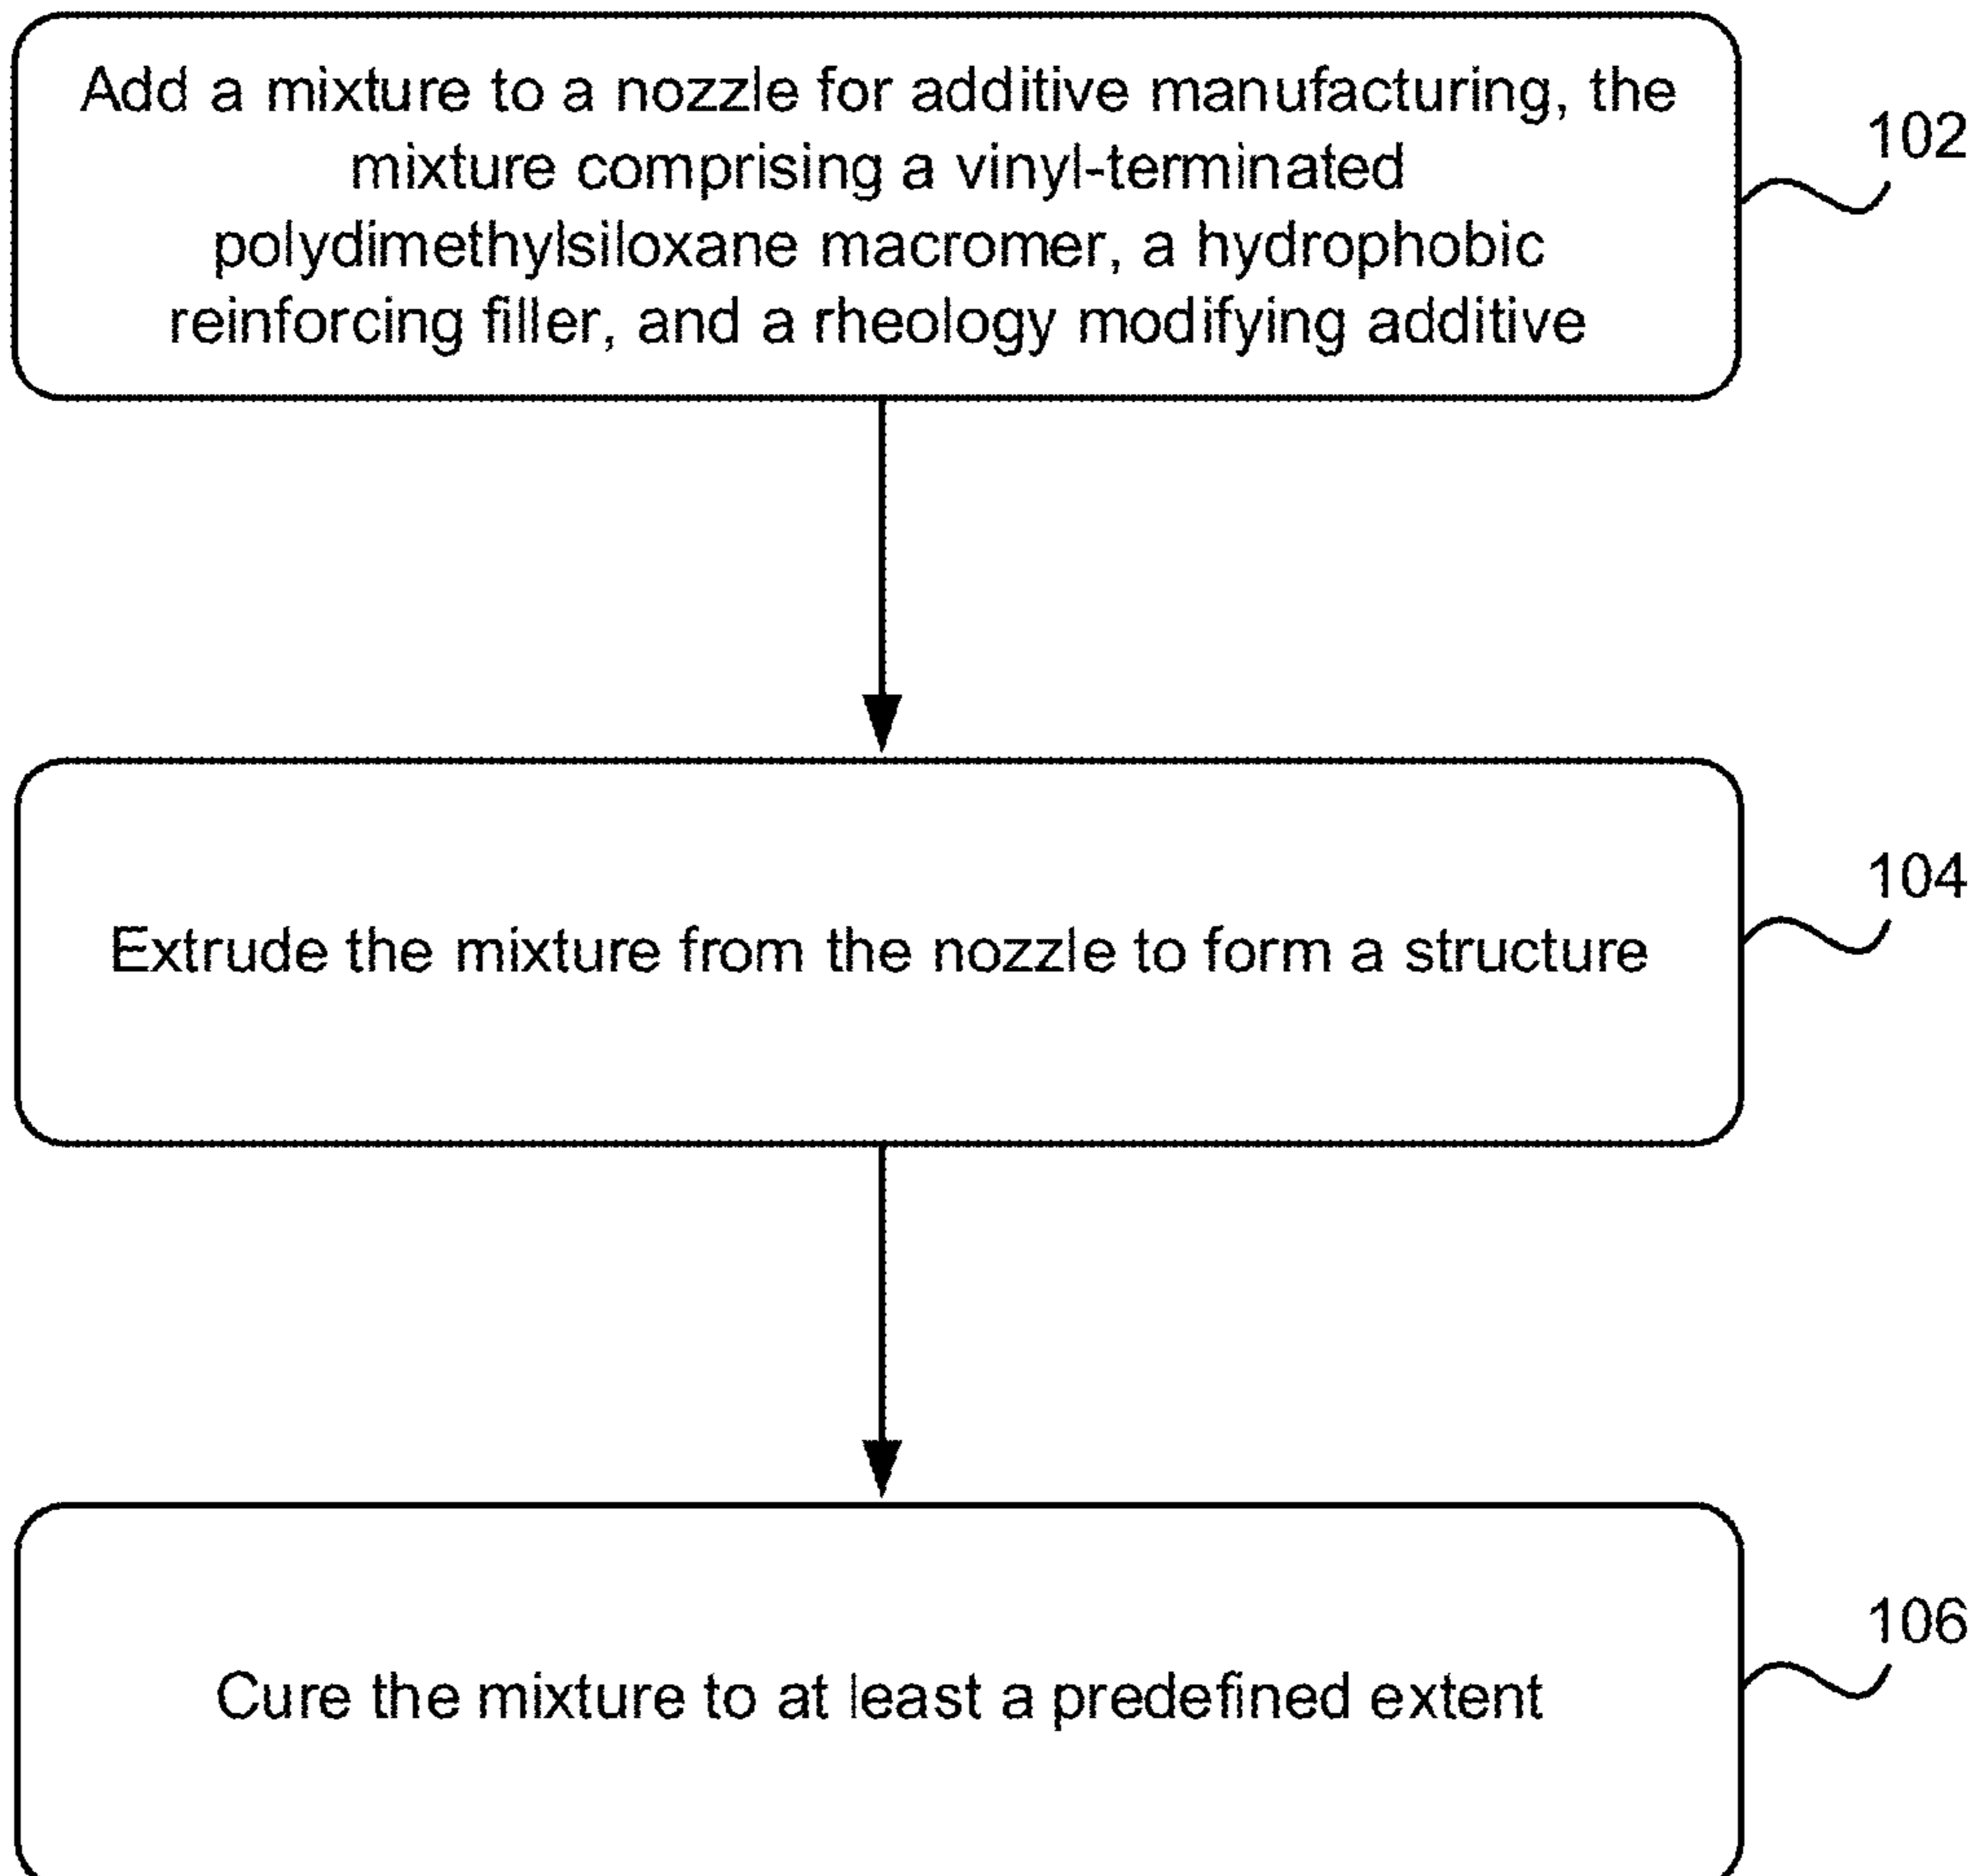 Add a mixture to a nozzle for additive manufacturing, the
mixture comprising a vinyl-terminated
polydimethylsiloxane macromer, a hydrophobic
reinforcing filler, and a rheology modifying additive
102
Extrude the mixture from the nozzle to form a structure
104
Cure the mixture to at least a predefined extent
106